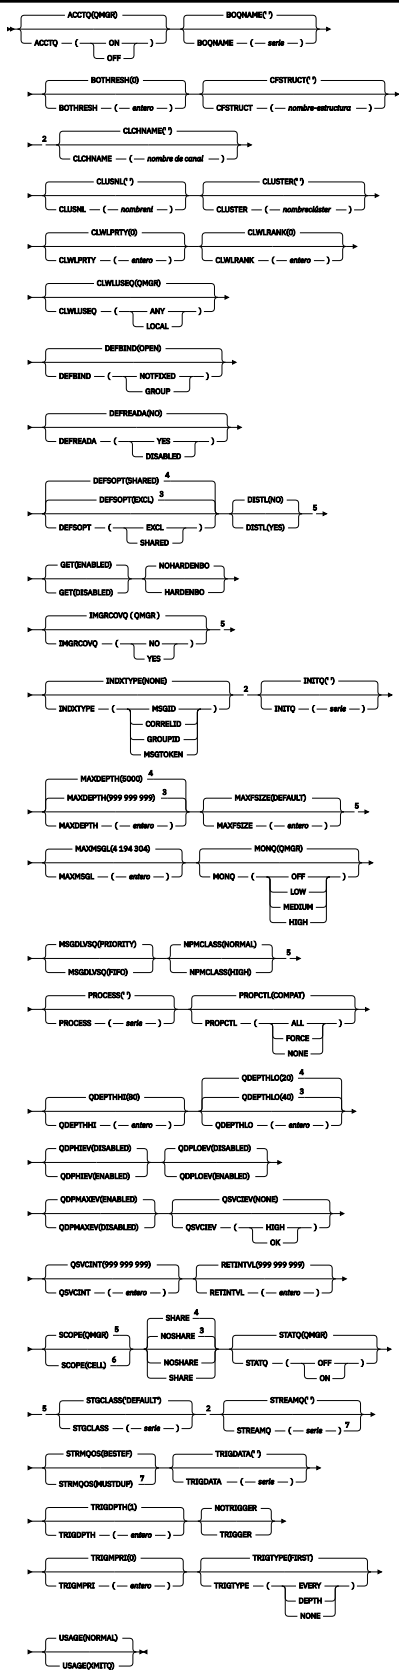 ACCTQ(QMGR) BOQNAME(' ')
ACCTQ ( ON ) BOQNAME ( serie )
OFF
BOTHRESH(0) CFSTRUCT(' ')
BOTHRESH ( entero ) CFSTRUCT ( nombre-estructura )
2 CLCHNAME(' ')
CLCHNAME ( nombre de canal )
CLUSNL(' ') CLUSTER(' ')
CLUSNL ( nombrenl ) CLUSTER ( nombreclúster )
CLWLPRTY(0) CLWLRANK(0)
CLWLPRTY ( entero ) CLWLRANK ( entero )
CLWLUSEQ(QMGR)
CLWLUSEQ ( ANY )
LOCAL
DEFBIND(OPEN)
DEFBIND ( NOTFIXED )
GROUP
DEFREADA(NO)
DEFREADA ( YES )
DISABLED
DEFSOPT(SHARED) 4
DEFSOPT(EXCL) 3 DISTL(NO) 5
DEFSOPT ( EXCL ) DISTL(YES)
SHARED
GET(ENABLED) NOHARDENBO
GET(DISABLED) HARDENBO
IMGRCOVQ ( QMGR ) 5
IMGRCOVQ ( NO )
YES
INDXTYPE(NONE) 2 INITQ(' ')
INDXTYPE ( MSGID ) INITQ ( serie )
CORRELID
GROUPID
MSGTOKEN
MAXDEPTH(5000) 4
MAXDEPTH(999 999 999) 3 MAXFSIZE(DEFAULT) 5
MAXDEPTH ( entero ) MAXFSIZE ( entero )
MAXMSGL(4 194 304) MONQ(QMGR)
MAXMSGL ( entero ) MONQ ( OFF )
LOW
MEDIUM
HIGH
MSGDLVSQ(PRIORITY) NPMCLASS(NORMAL) 5
MSGDLVSQ(FIFO) NPMCLASS(HIGH)
PROCESS(' ') PROPCTL(COMPAT)
PROCESS ( serie ) PROPCTL ( ALL )
FORCE
NONE
QDEPTHLO(20) 4
QDEPTHHI(80) QDEPTHLO(40) 3
QDEPTHHI ( entero ) QDEPTHLO ( entero )
QDPHIEV(DISABLED) QDPLOEV(DISABLED)
QDPHIEV(ENABLED) QDPLOEV(ENABLED)
QDPMAXEV(ENABLED) QSVCIEV(NONE)
QDPMAXEV(DISABLED) QSVCIEV ( HIGH )
OK
QSVCINT(999 999 999) RETINTVL(999 999 999)
QSVCINT ( entero ) RETINTVL ( entero )
SHARE 4
SCOPE(QMGR) 5 NOSHARE 3 STATQ(QMGR)
SCOPE(CELL) 6 NOSHARE STATQ ( OFF )
SHARE ON
5 STGCLASS('DEFAULT') 2 STREAMQ(' ')
STGCLASS ( serie ) STREAMQ ( serie ) 7
STRMQOS(BESTEF) TRIGDATA(' ')
STRMQOS(MUSTDUP) 7 TRIGDATA ( serie )
TRIGDPTH(1) NOTRIGGER
TRIGDPTH ( entero ) TRIGGER
TRIGMPRI(0) TRIGTYPE(FIRST)
TRIGMPRI ( entero ) TRIGTYPE ( EVERY )
DEPTH
NONE
USAGE(NORMAL)
USAGE(XMITQ)